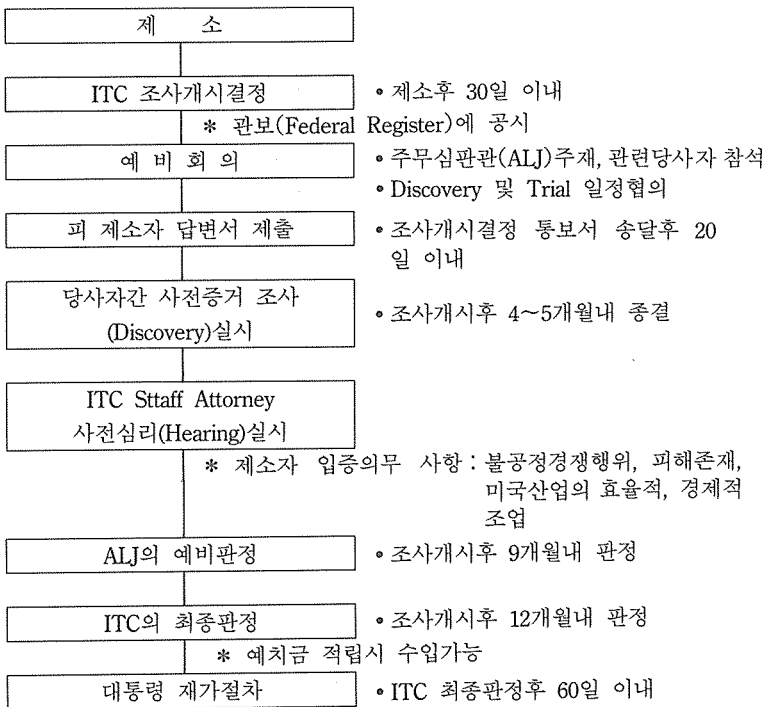 제 소
ITC 조사개시결정 • 제소후 30일 이내
* 관보(Federal Register)에 공시
예 비 회 의 • 주무심판관(ALJ)주재, 관련당사자 참석
• Discovery 및 Trial 일정협의
피 제소자 답변서 제출 • 조사개시결정 통보서 송달후 20
일 이내
당사자간 사전증거 조사
(Discovery)실시 • 조사개시후 4~5개월내 종결
ITC Sttaff Attorney
사전심리(Hearing)실시
* 제소자 입증의무 사항 : 불공정경쟁행위, 피해존재,
미국산업의 효율적, 경제적
조업
ALJ의 예비판정 • 조사개시후 9개월내 판정
ITC의 최종판정 • 조사개시후 12개월내 판정
* 예치금 적립시 수입가능
대통령 재가절차 • ITC 최종판정후 60일 이내